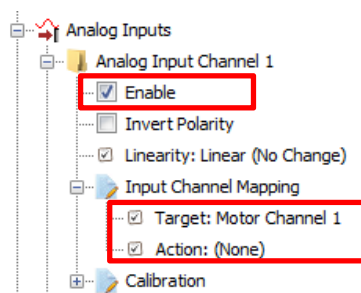 Analog Inputs
Analog Input Channel 1
Enable
Invert Polarity
Linearity: Linear (No Change)
Input Channel Mapping
Target: Motor Channel 1
Action: (None)
Calibration